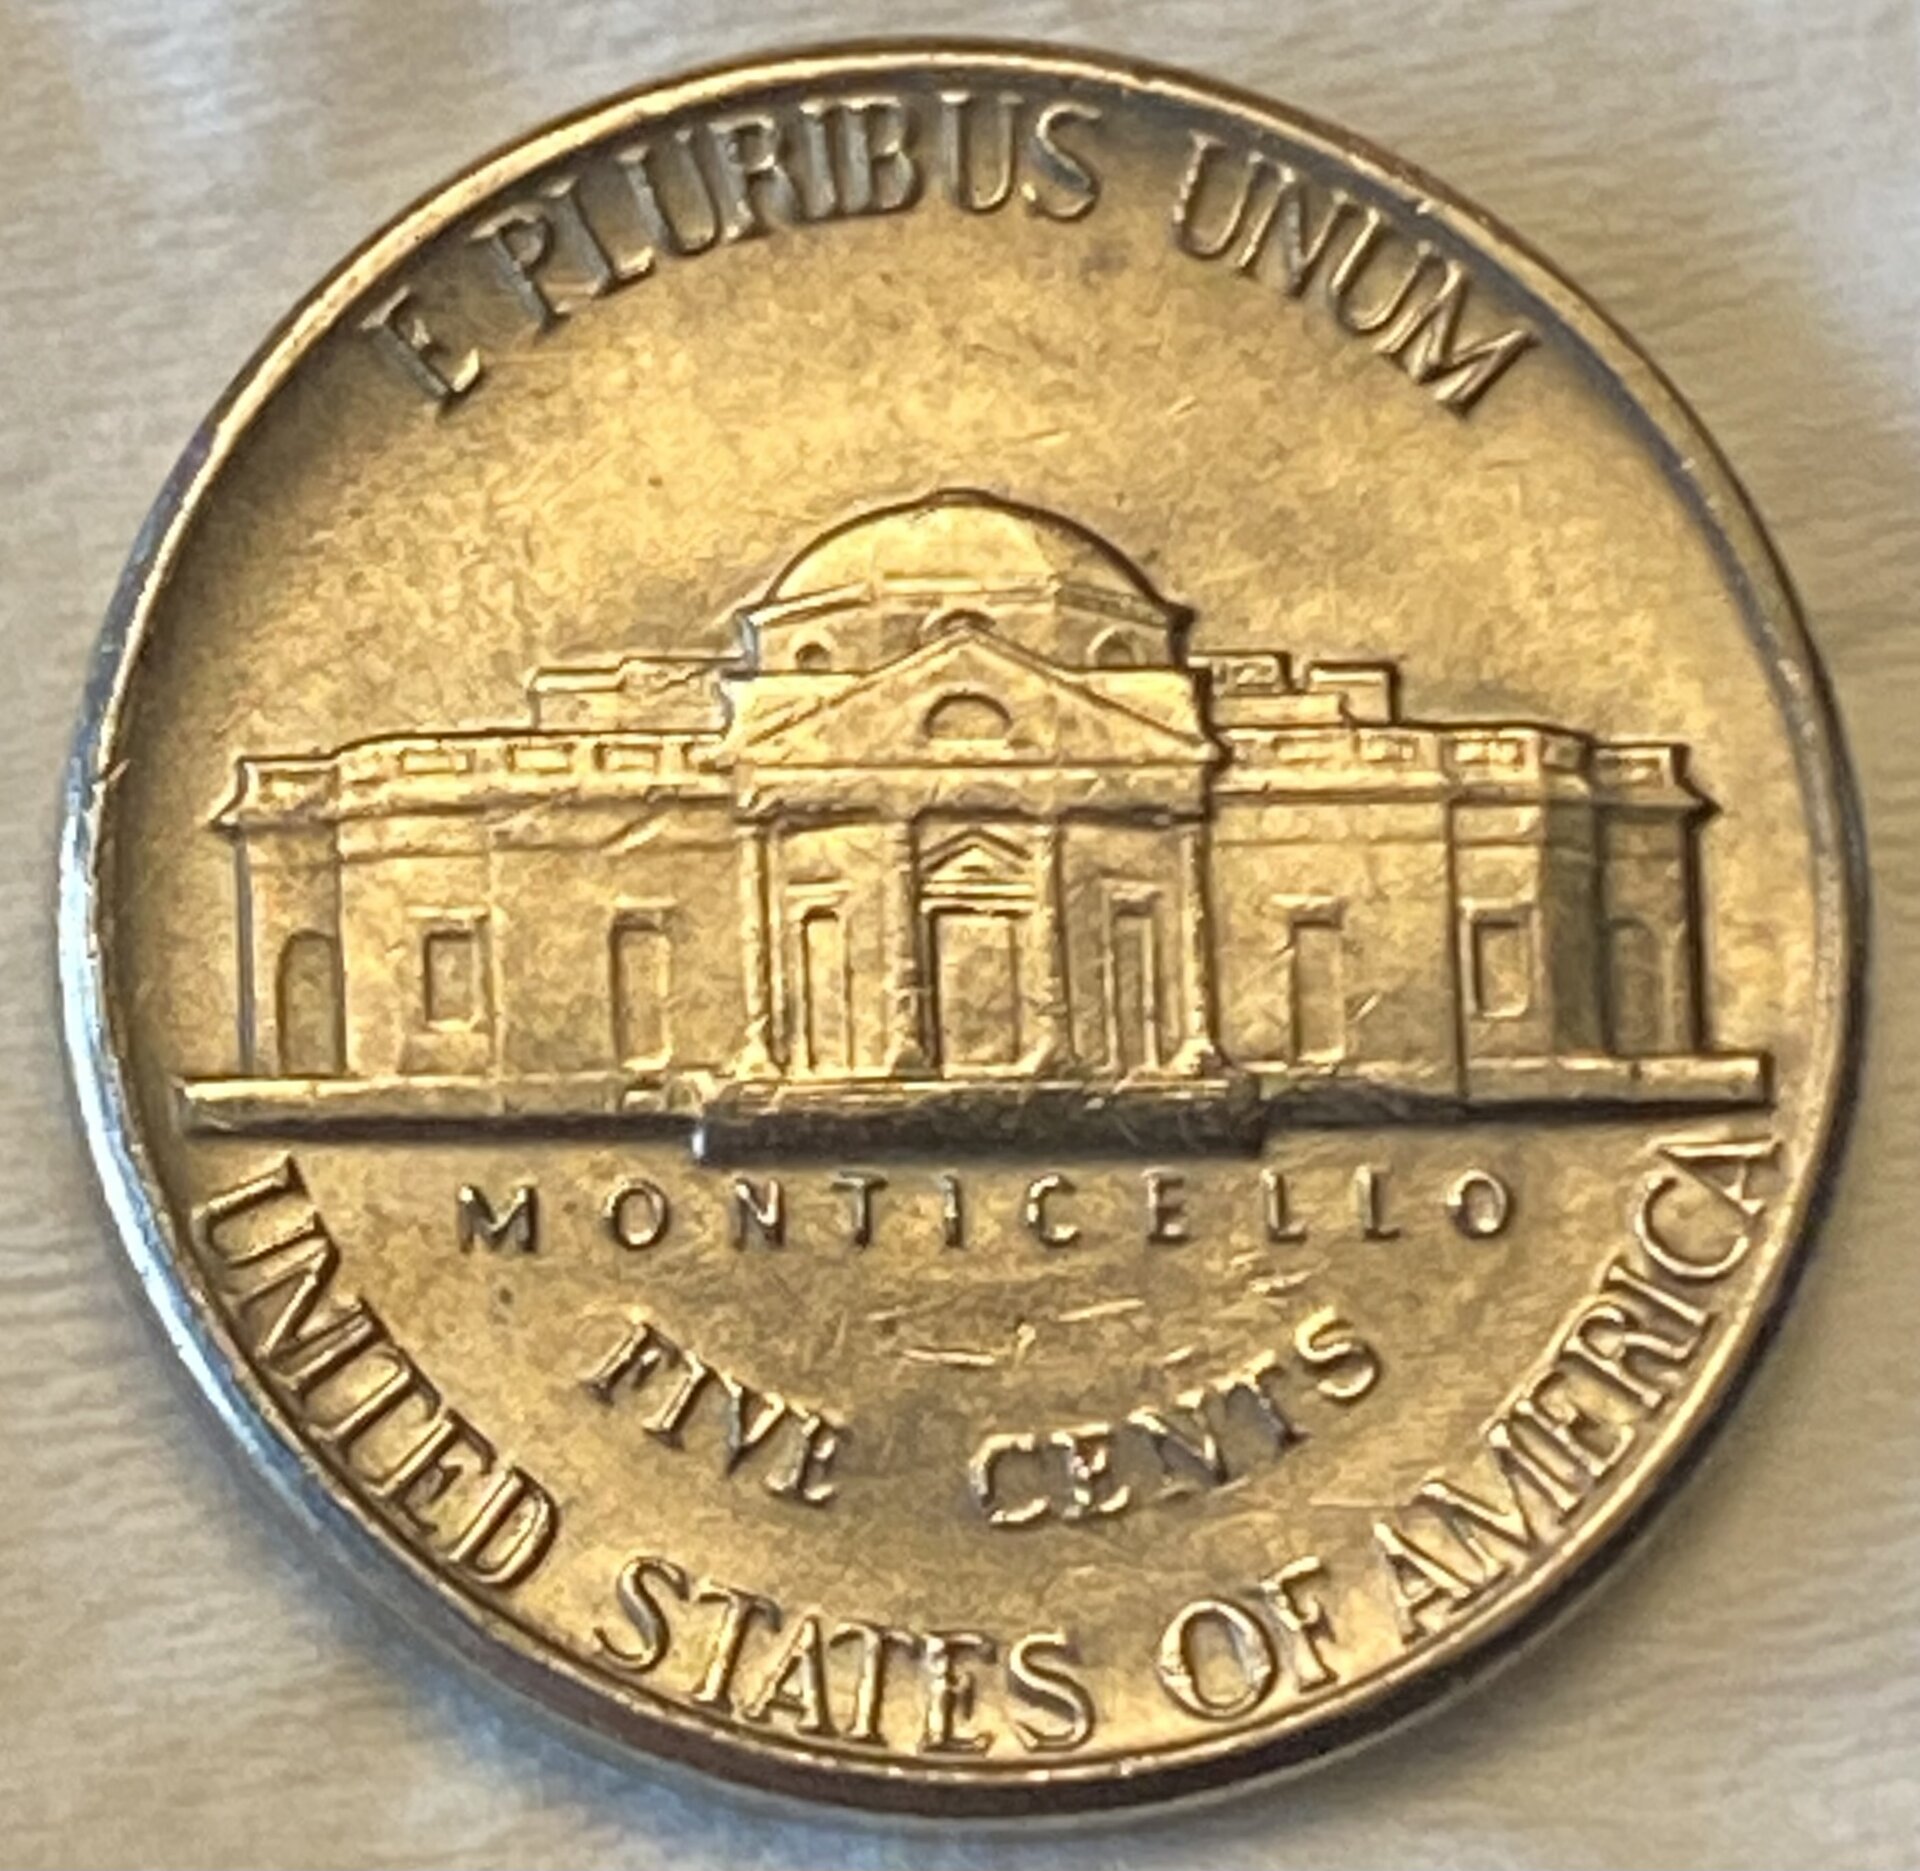 E PLURIBUS UNUM
MONTICELLO
FIVE CENTS
UNITED STATES OF AMERICA